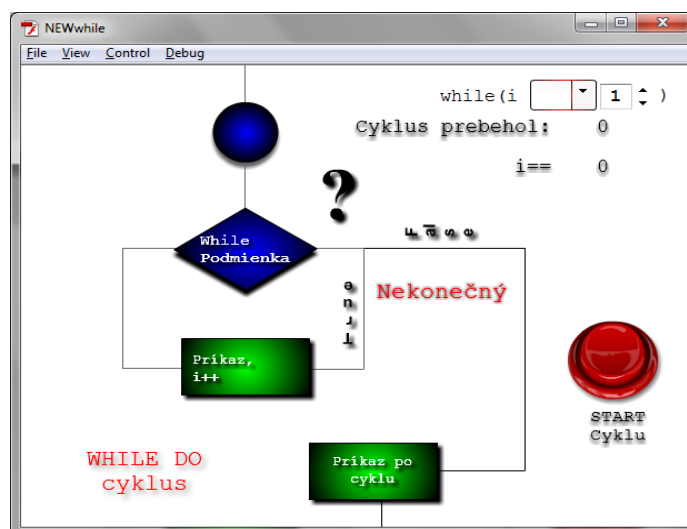 NEWwhile
File View Control Debug
while(i 1 )
Cyklus prebehol: 0
i== 0
?
While
Podmienka
False
True
Nekonečný
Príkaz,
i++
START
Cyklu
WHILE DO
cyklus
Príkaz po
cyklu